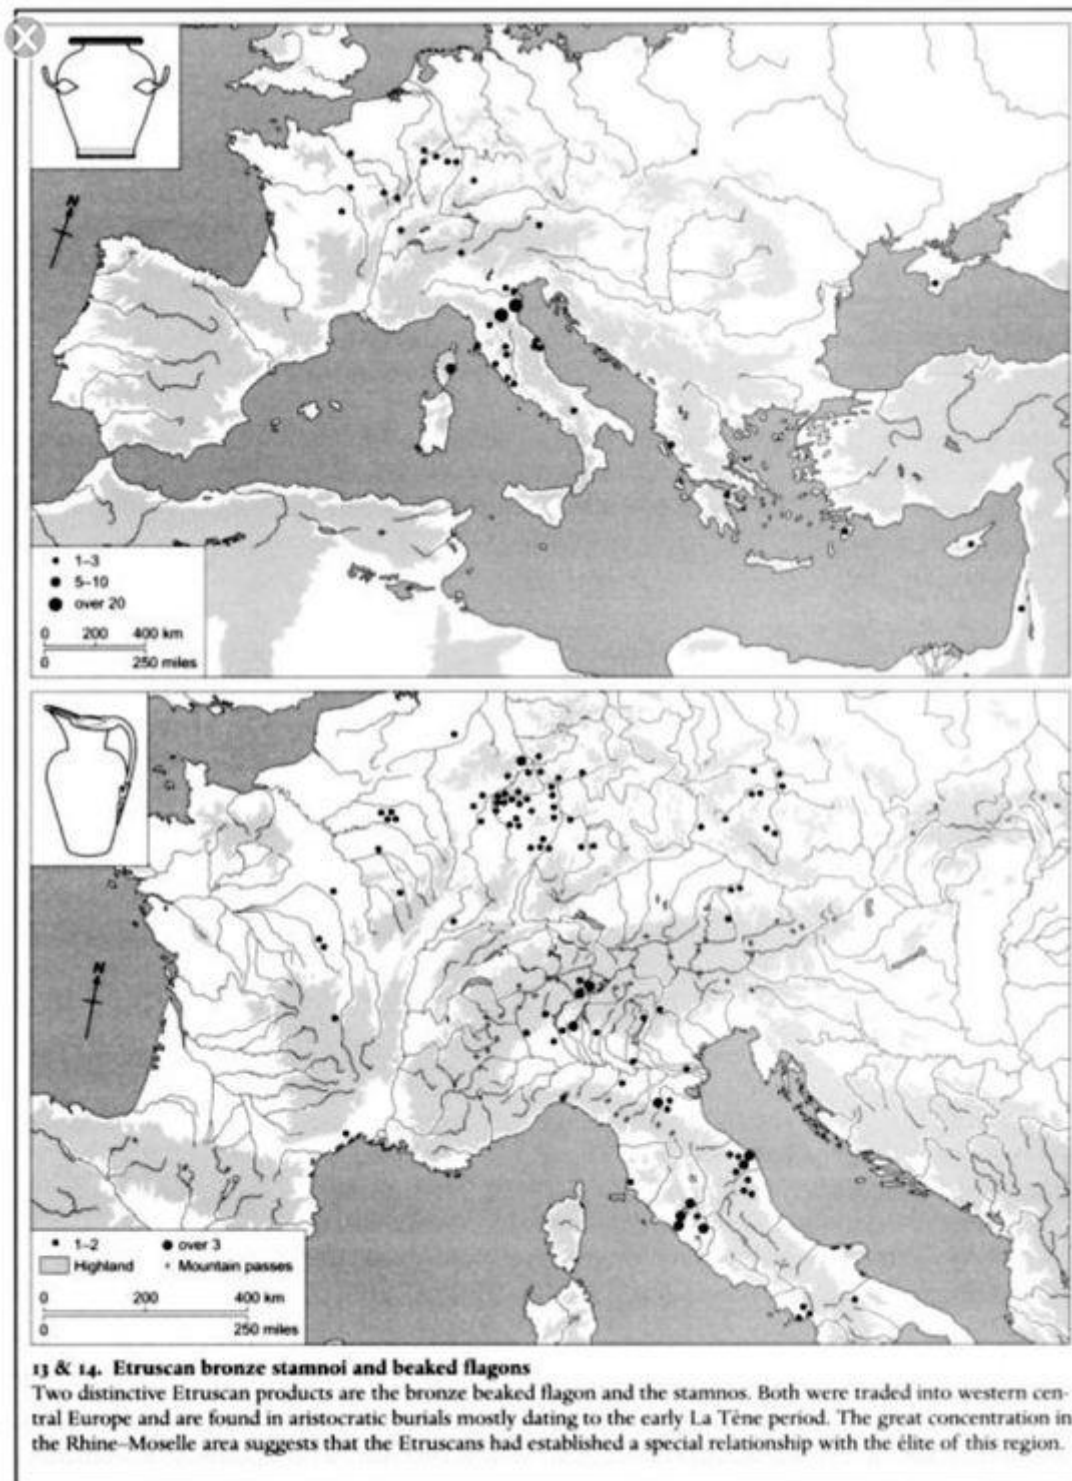 N
1–3
5–10
over 20
0 200 400 km
0 250 miles
N
1–2 over 3
Highland Mountain passes
0 200 400 km
0 250 miles
13 & 14. Etruscan bronze stamnoi and beaked flagons
Two distinctive Etruscan products are the bronze beaked flagon and the stamnos. Both were traded into western cen-
tral Europe and are found in aristocratic burials mostly dating to the early La Tène period. The great concentration in
the Rhine–Moselle area suggests that the Etruscans had established a special relationship with the élite of this region.